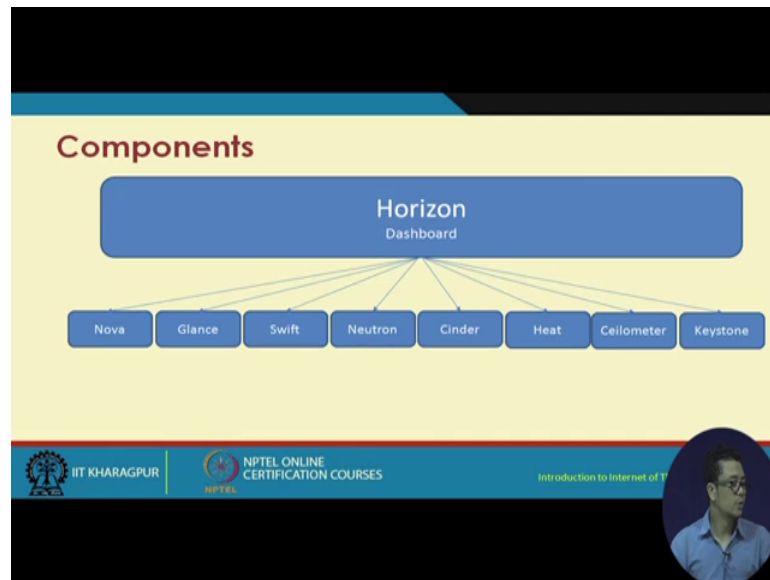 Components
Horizon
Dashboard
Nova Glance Swift Neutron Cinder Heat Ceilometer Keystone
IIT KHARAGPUR
NPTEL
NPTEL ONLINE
CERTIFICATION COURSES
Introduction to Internet of